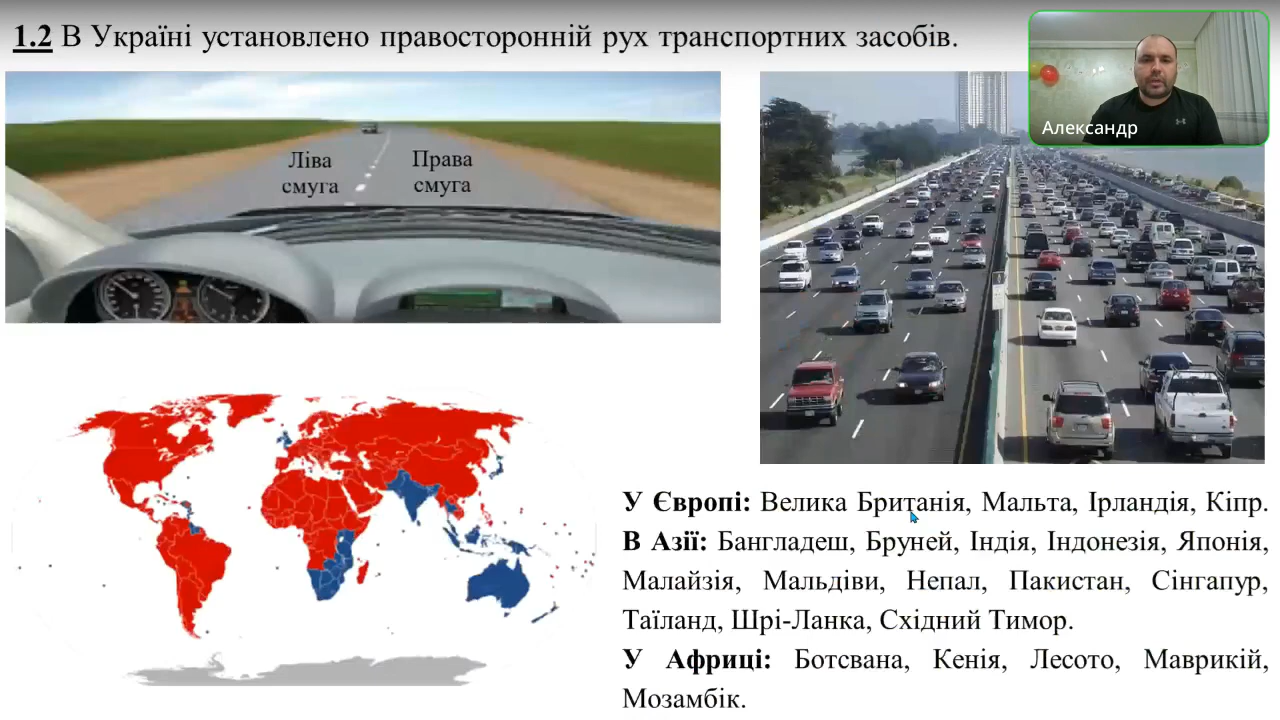 1.2 В Україні установлено правосторонній рух транспортних засобів.
Александр
Ліва
смуга
Права
смуга
У Європі: Велика Британія, Мальта, Ірландія, Кіпр.
В Азії: Бангладеш, Бруней, Індія, Індонезія, Японія,
Малайзія, Мальдіви, Непал, Пакистан, Сінгапур,
Таїланд, Шрі-Ланка, Східний Тимор.
У Африці: Ботсвана, Кенія, Лесото, Маврикій,
Мозамбік.